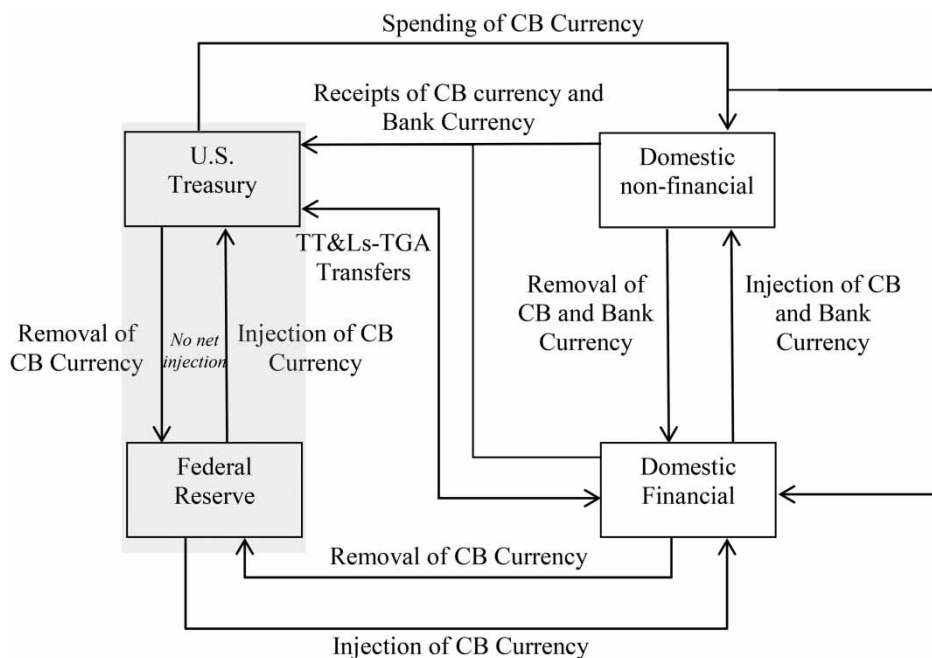 Spending of CB Currency
Receipts of CB currency and
Bank Currency
U.S.
Treasury
Domestic
non-financial
TT&Ls-TGA
Transfers
Removal of
CB Currency
No net
injection
Injection of CB
Currency
Removal of
CB and Bank
Currency
Injection of CB
and Bank
Currency
Federal
Reserve
Domestic
Financial
Removal of CB Currency
Injection of CB Currency